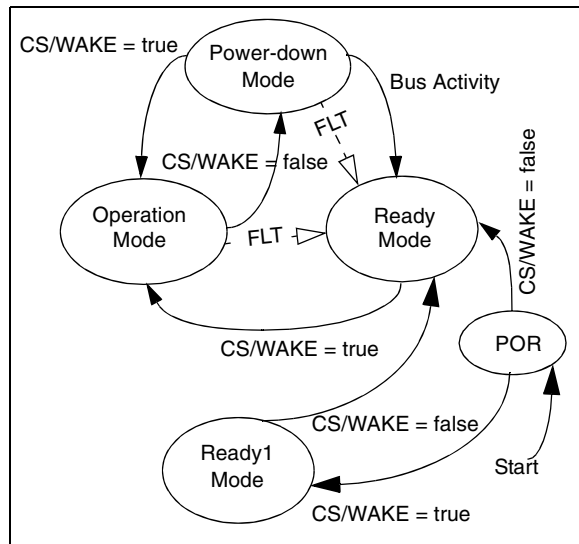 CS/WAKE = true
Power-down
Mode
Bus Activity
FLT
CS/WAKE = false
CS/WAKE = false
Operation
Mode
FLT
Ready
Mode
CS/WAKE = true
POR
CS/WAKE = false
Ready1
Mode
Start
CS/WAKE = true